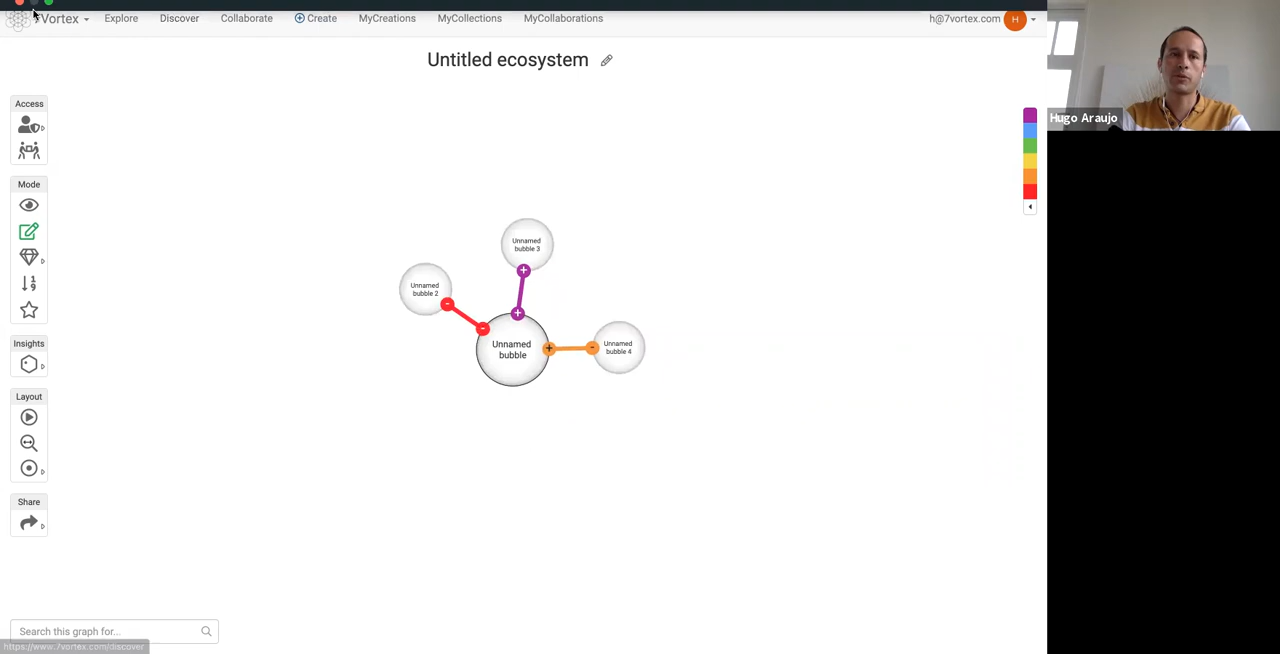 7Vortex
Explore
Discover
Collaborate
Create
MyCreations
MyCollections
MyCollaborations
h@7vortex.com
H
Untitled ecosystem
Hugo Araujo
Access
Mode
Insights
Layout
Share
Unnamed
bubble 3
+
+
Unnamed
bubble 2
-
-
Unnamed
bubble
+
-
Unnamed
bubble 4
Search this graph for...
https://www.7vortex.com/discover